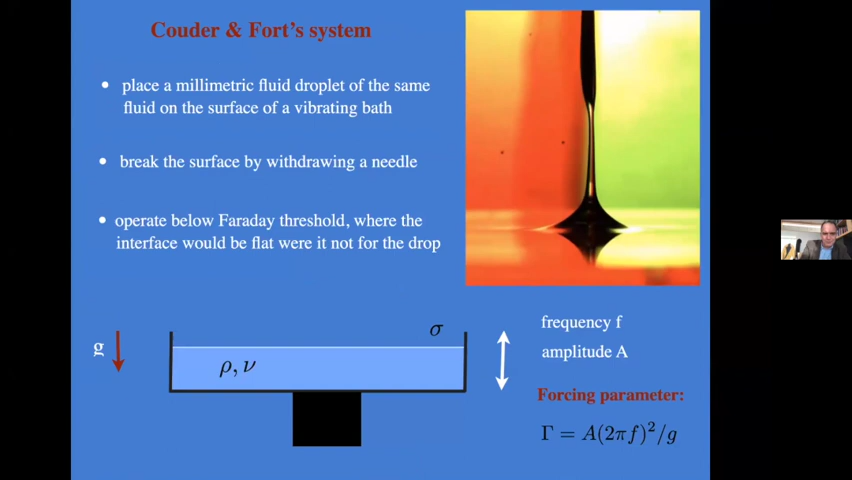 Couder & Fort's system
• place a millimetric fluid droplet of the same
fluid on the surface of a vibrating bath
• break the surface by withdrawing a needle
• operate below Faraday threshold, where the
interface would be flat were it not for the drop
g
σ
ρ, ν
frequency f
amplitude A
Forcing parameter:
Γ = A(2πf)²/g